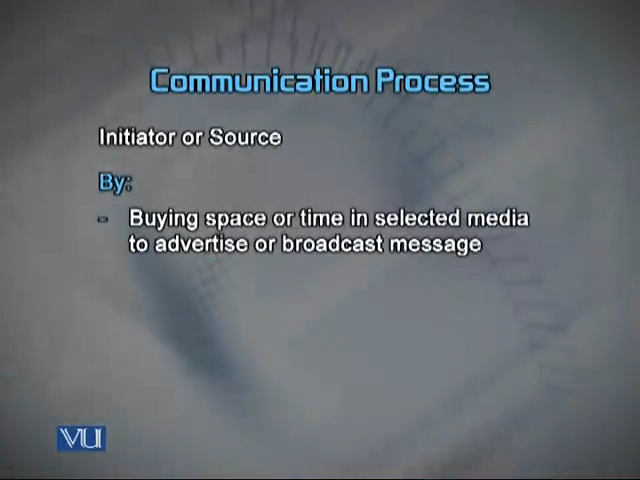 Communication Process
Initiator or Source
By:
- Buying space or time in selected media
to advertise or broadcast message
VU